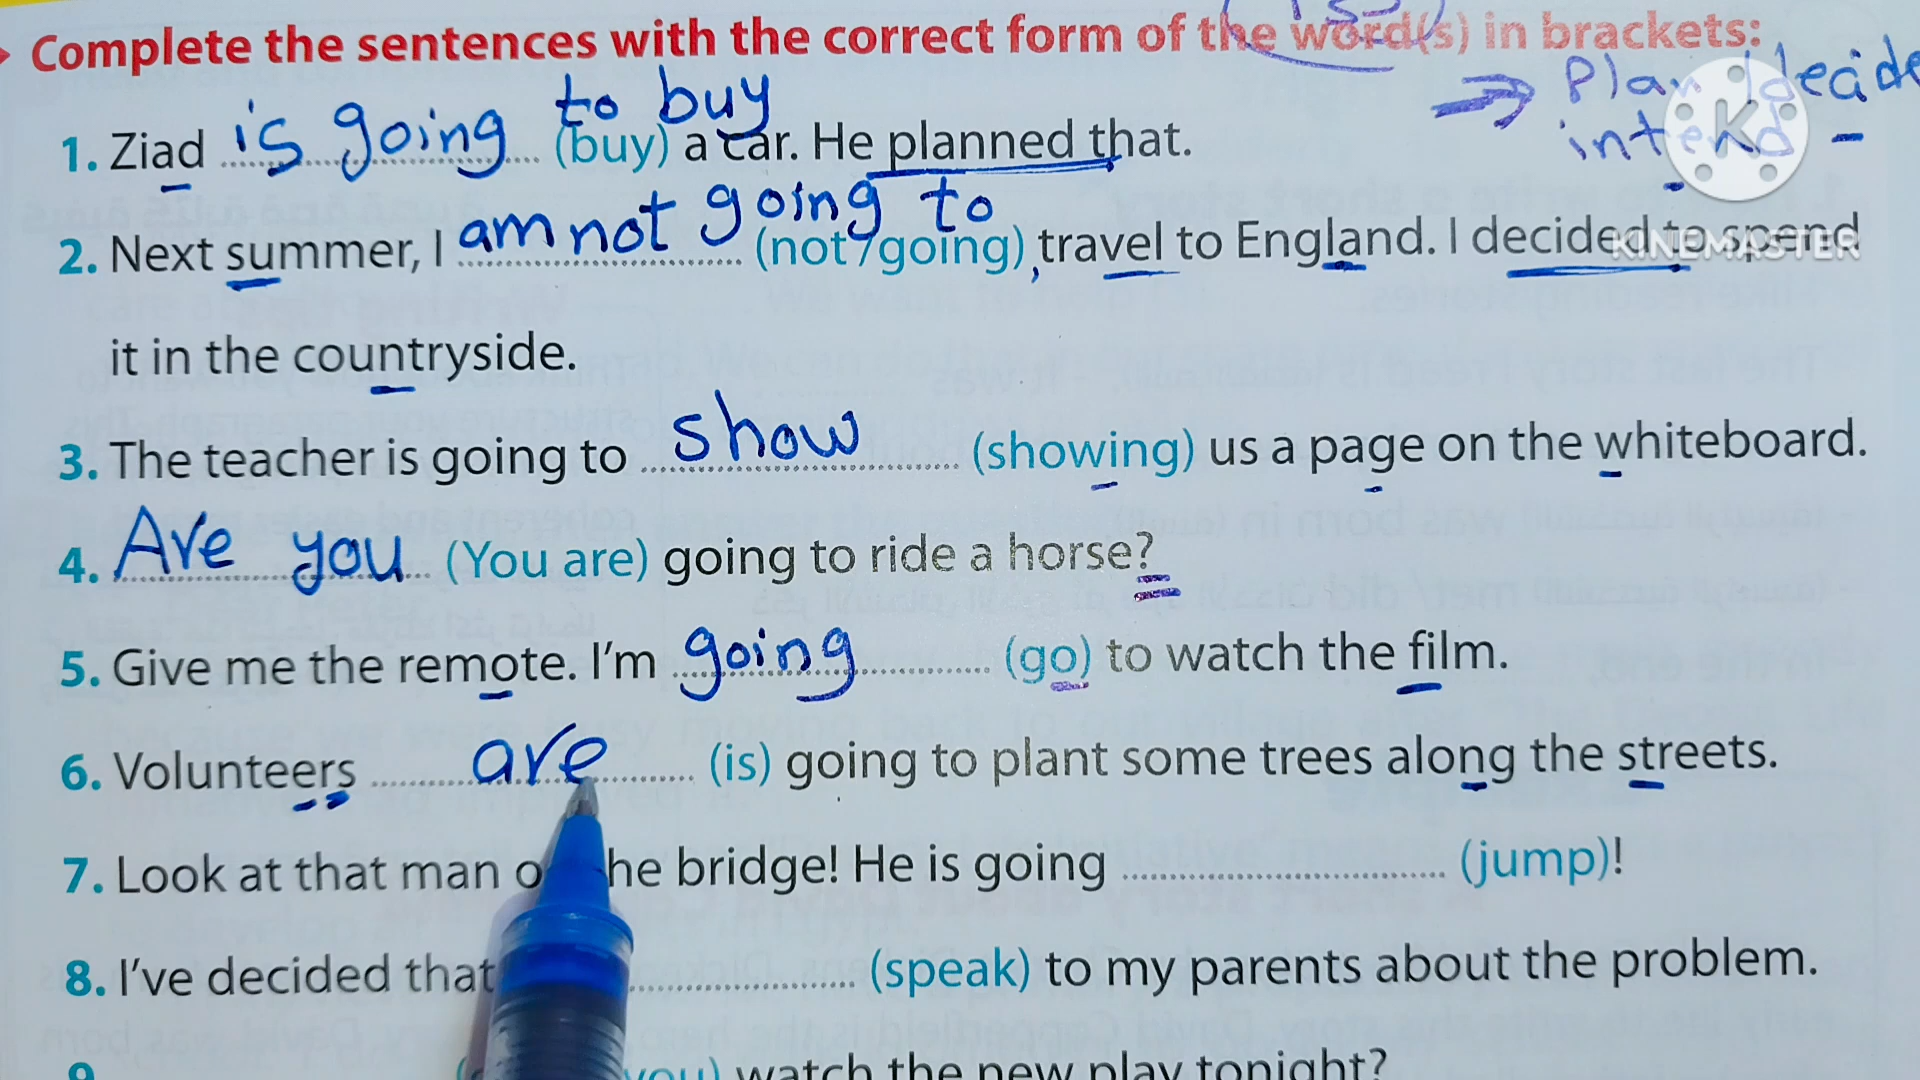 Complete the sentences with the correct form of the word(s) in brackets:
plan decide
intend
to buy
1. Ziad is going (buy) a car. He planned that.
am not going to
2. Next summer, I (not / going) travel to England. I decided to spend
KINEMASTER
it in the countryside.
3. The teacher is going to show (showing) us a page on the whiteboard.
4. Are you (You are) going to ride a horse?
5. Give me the remote. I'm going (go) to watch the film.
6. Volunteers are (is) going to plant some trees along the streets.
7. Look at that man he bridge! He is going (jump)!
8. I've decided that (speak) to my parents about the problem.
9. you) watch the new play tonight?